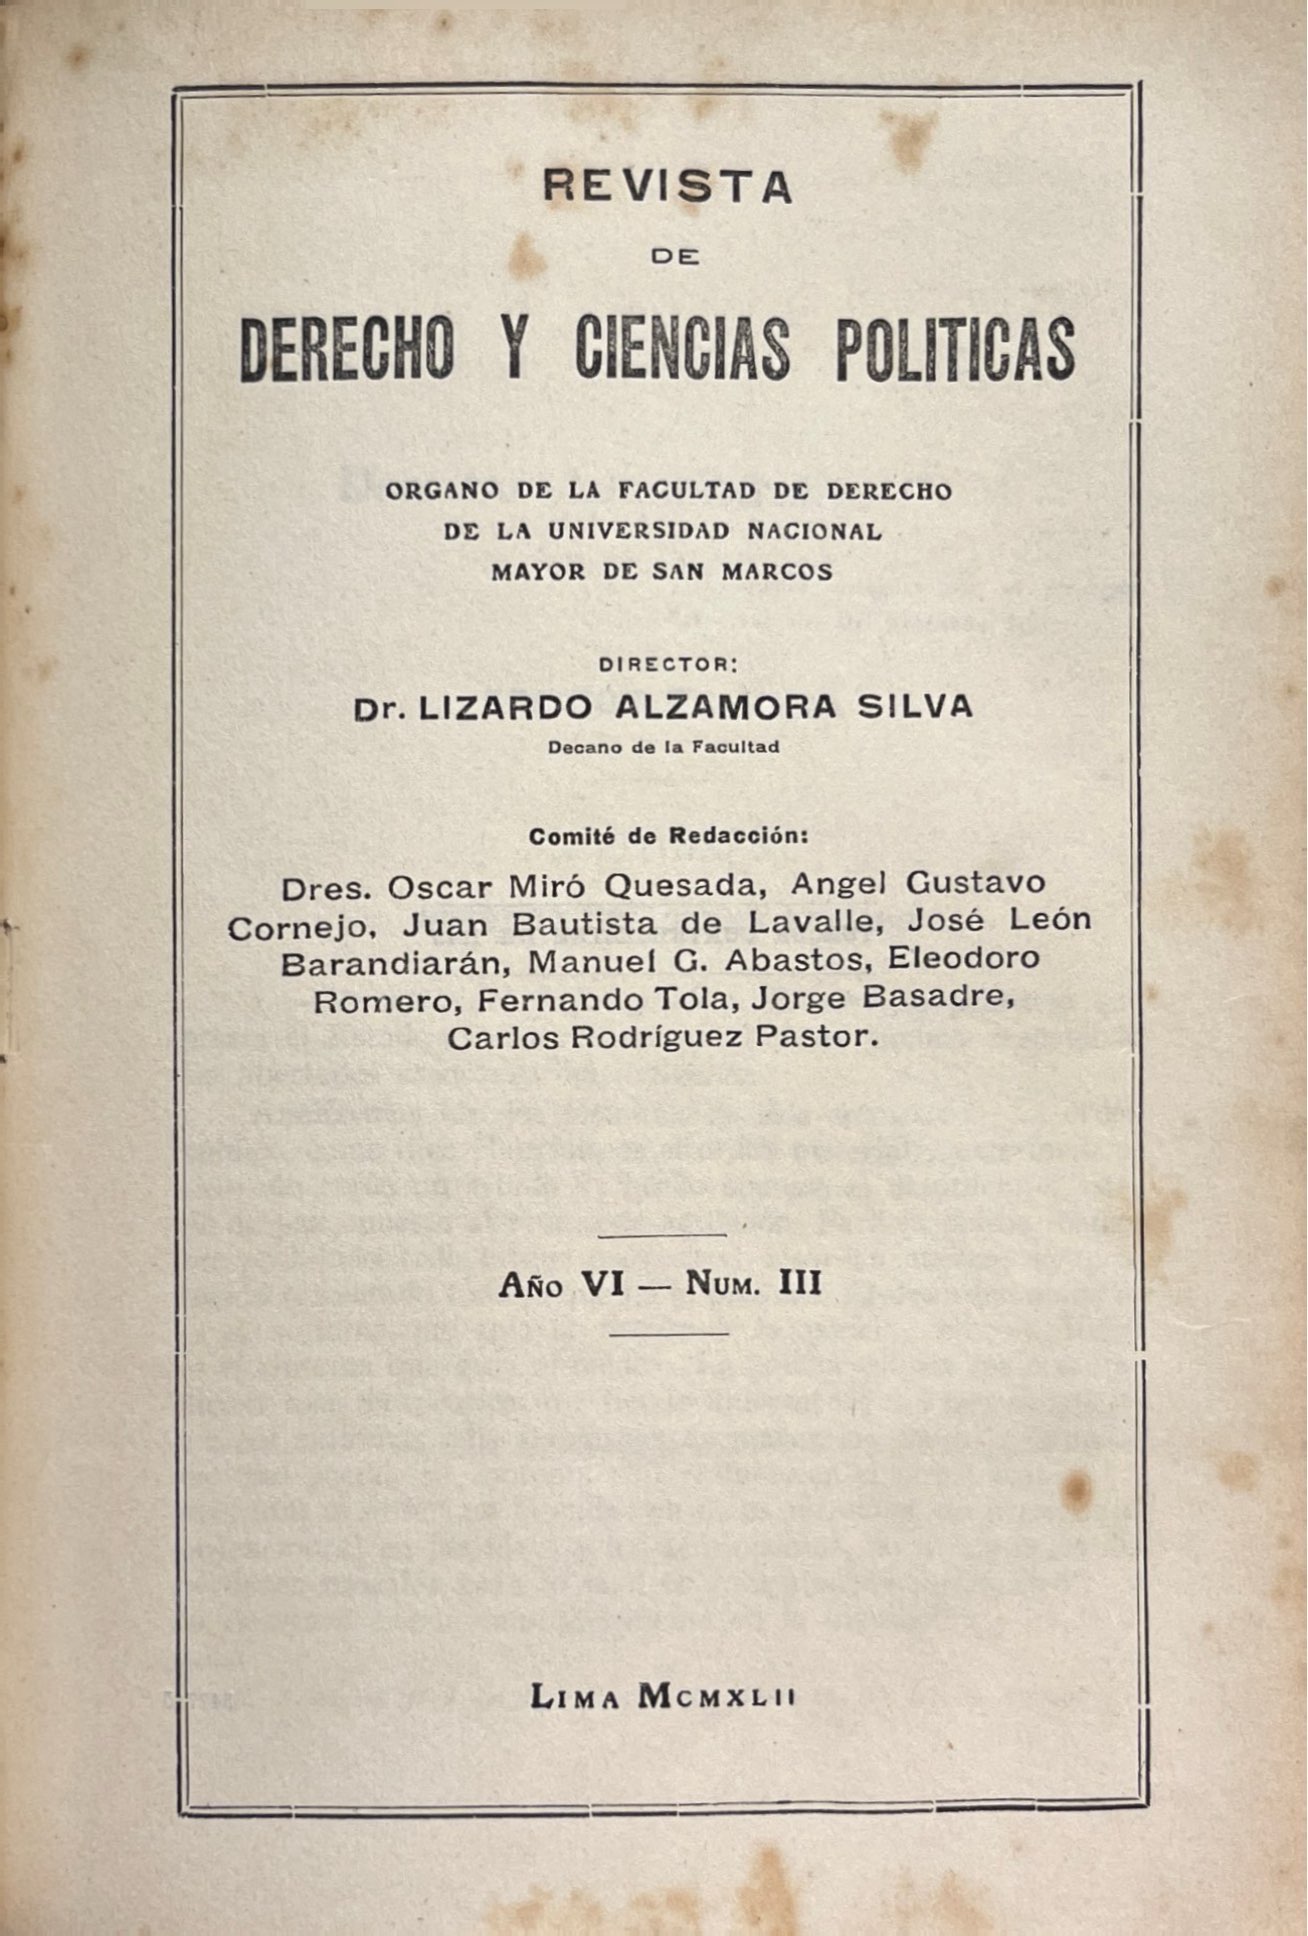 REVISTA
DE
DERECHO Y CIENCIAS POLITICAS
ORGANO DE LA FACULTAD DE DERECHO
DE LA UNIVERSIDAD NACIONAL
MAYOR DE SAN MARCOS
DIRECTOR:
Dr. LIZARDO ALZAMORA SILVA
Decano de la Facultad
Comité de Redacción:
Dres. Oscar Miró Quesada, Angel Gustavo
Cornejo, Juan Bautista de Lavalle, José León
Barandiarán, Manuel G. Abastos, Eleodoro
Romero, Fernando Tola, Jorge Basadre,
Carlos Rodríguez Pastor.
AÑO VI — NUM. III
LIMA MCMXLII